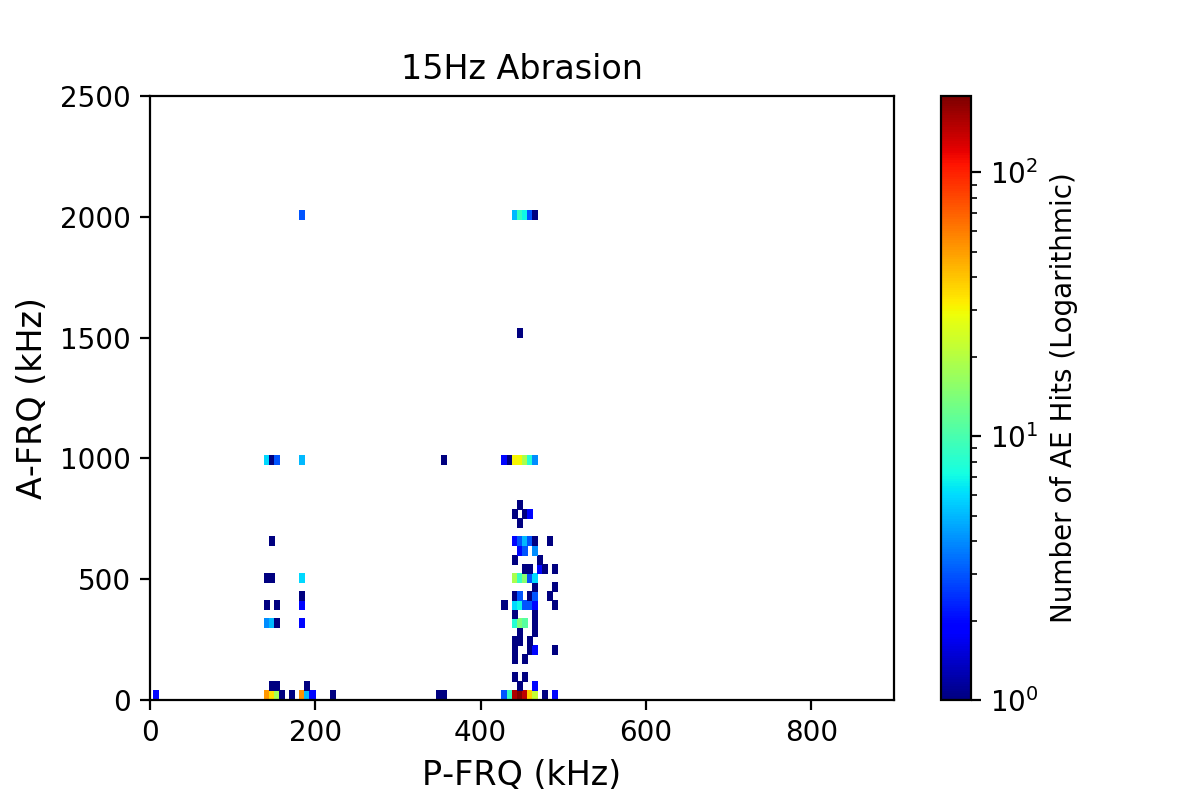 15Hz Abrasion
2500
2000
1500
1000
500
0
A-FRQ (kHz)
0 200 400 600 800
P-FRQ (kHz)
10²
10¹
10⁰
Number of AE Hits (Logarithmic)